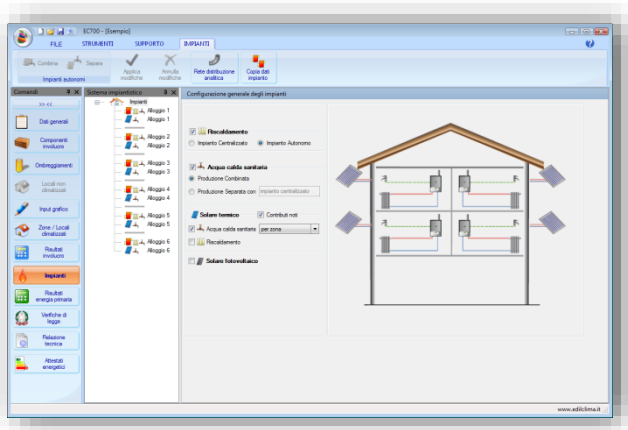 EC700 - [Esempio]
FILE STRUMENTI SUPPORTO IMPIANTI
Combina Separa Applica modifiche Annulla modifiche Rete distribuzione analitica Copia dati impianto
Impianti autonomi
Comandi Sistema impiantistico Configurazione generale degli impianti
>> <<
Dati generali
Componenti involucro
Ombreggiamenti
Locali non climatizzati
Input grafico
Zone / Locali climatizzati
Risultati involucro
Impianti
Risultati energia primaria
Verifiche di legge
Relazione tecnica
Attestati energetici
Impianti
Alloggio 1
Alloggio 1
Alloggio 2
Alloggio 2
Alloggio 3
Alloggio 3
Alloggio 4
Alloggio 4
Alloggio 5
Alloggio 5
Alloggio 6
Alloggio 6
Riscaldamento
Impianto Centralizzato Impianto Autonomo
Acqua calda sanitaria
Produzione Combinata
Produzione Separata con impianto centralizzato
Solare termico Contributi noti
Acqua calda sanitaria per zona
Riscaldamento
Solare fotovoltaico
www.edilclima.it